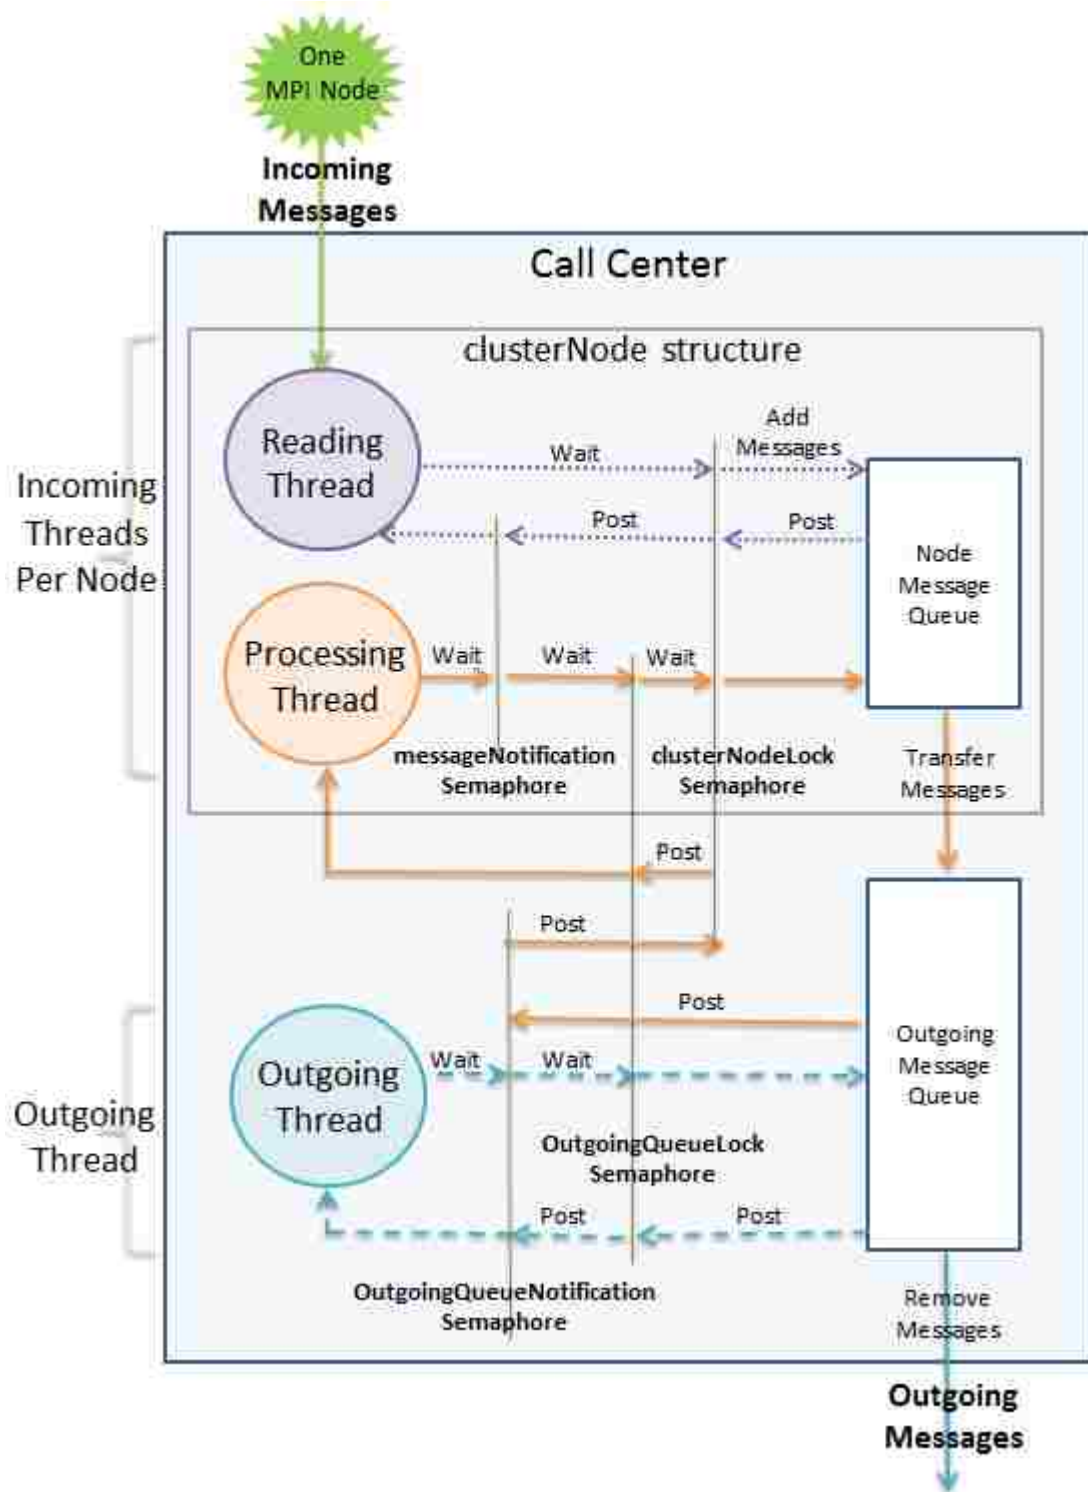 One
MPI Node
Incoming
Messages
Call Center
clusterNode structure
Reading
Thread
Wait
Add
Messages
Post
Post
Node
Message
Queue
Incoming
Threads
Per Node
Processing
Thread
Wait
Wait
Wait
messageNotification
Semaphore
clusterNodeLock
Semaphore
Transfer
Messages
Post
Post
Post
Outgoing
Message
Queue
Outgoing
Thread
Outgoing
Thread
Wait
Wait
OutgoingQueueLock
Semaphore
Post
Post
OutgoingQueueNotification
Semaphore
Remove
Messages
Outgoing
Messages